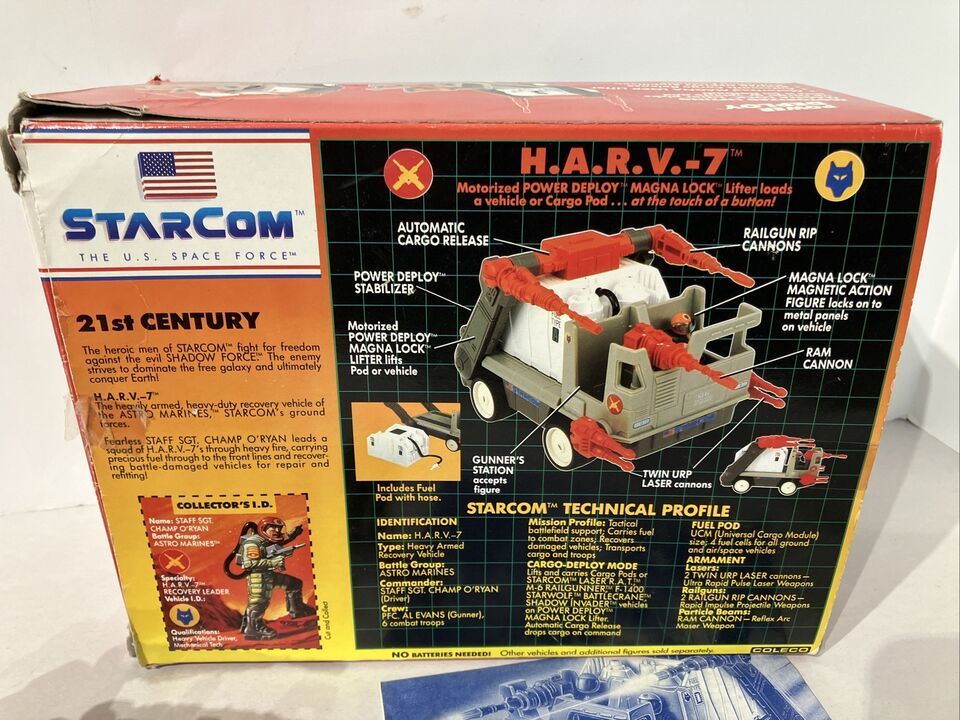 POWER
DEPLOY
STARCOM™
THE U.S. SPACE FORCE™
21st CENTURY
The heroic men of STARCOM™ fight for freedom
against the evil SHADOW FORCE™. The enemy
strives to dominate the free galaxy and ultimately
conquer Earth!
H.A.R.V.–7™
The heavily armed, heavy-duty recovery vehicle of
the ASTRO MARINES,™ STARCOM's ground
forces.
Fearless STAFF SGT. CHAMP O'RYAN leads a
squad of H.A.R.V.–7's through heavy fire, carrying
precious fuel through to the front lines and recover-
ing battle-damaged vehicles for repair and
refitting!
COLLECTOR'S I.D.
Name: STAFF SGT.
CHAMP O'RYAN
Battle Group:
ASTRO MARINES™
Specialty:
H.A.R.V.–7™
RECOVERY LEADER
Vehicle I.D.:
Qualifications:
Heavy Vehicle Driver,
Mechanical Tech
Cut and Collect
H.A.R.V.-7™
Motorized POWER DEPLOY™ MAGNA LOCK™ Lifter loads
a vehicle or Cargo Pod . . . at the touch of a button!
AUTOMATIC
CARGO RELEASE
RAILGUN RIP
CANNONS
POWER DEPLOY™
STABILIZER
MAGNA LOCK™
MAGNETIC ACTION
FIGURE locks on to
metal panels
on vehicle
Motorized
POWER DEPLOY™
MAGNA LOCK™
LIFTER lifts
Pod or vehicle
RAM
CANNON
Includes Fuel
Pod with hose.
GUNNER'S
STATION
accepts
figure
TWIN URP
LASER cannons
STARCOM™ TECHNICAL PROFILE
IDENTIFICATION
Name: H.A.R.V.–7
Type: Heavy Armed
Recovery Vehicle
Battle Group:
ASTRO MARINES
Commander:
STAFF SGT. CHAMP O'RYAN
(Driver)
Crew:
PFC. AL EVANS (Gunner),
6 combat troops
Mission Profile: Tactical
battlefield support; Carries fuel
to combat zones; Recovers
damaged vehicles; Transports
cargo and troops
CARGO-DEPLOY MODE
Lifts and carries Cargo Pods or
STARCOM™ LASER R.A.T.™
M-6 RAILGUNNER™ F-1400
STARWOLF™ BATTLECRANE™
SHADOW INVADER™ vehicles
on POWER DEPLOY™
MAGNA LOCK Lifter.
Automatic Cargo Release
drops cargo on command
FUEL POD
UCM (Universal Cargo Module)
size; 4 fuel cells for all ground
and air/space vehicles
ARMAMENT
Lasers:
2 TWIN URP LASER cannons—
Ultra Rapid Pulse Laser Weapons
Railguns:
2 RAILGUN RIP CANNONS—
Rapid Impulse Projectile Weapons
Particle Beams:
RAM CANNON—Reflex Arc
Maser Weapon
NO BATTERIES NEEDED! Other vehicles and additional figures sold separately.
COLECO